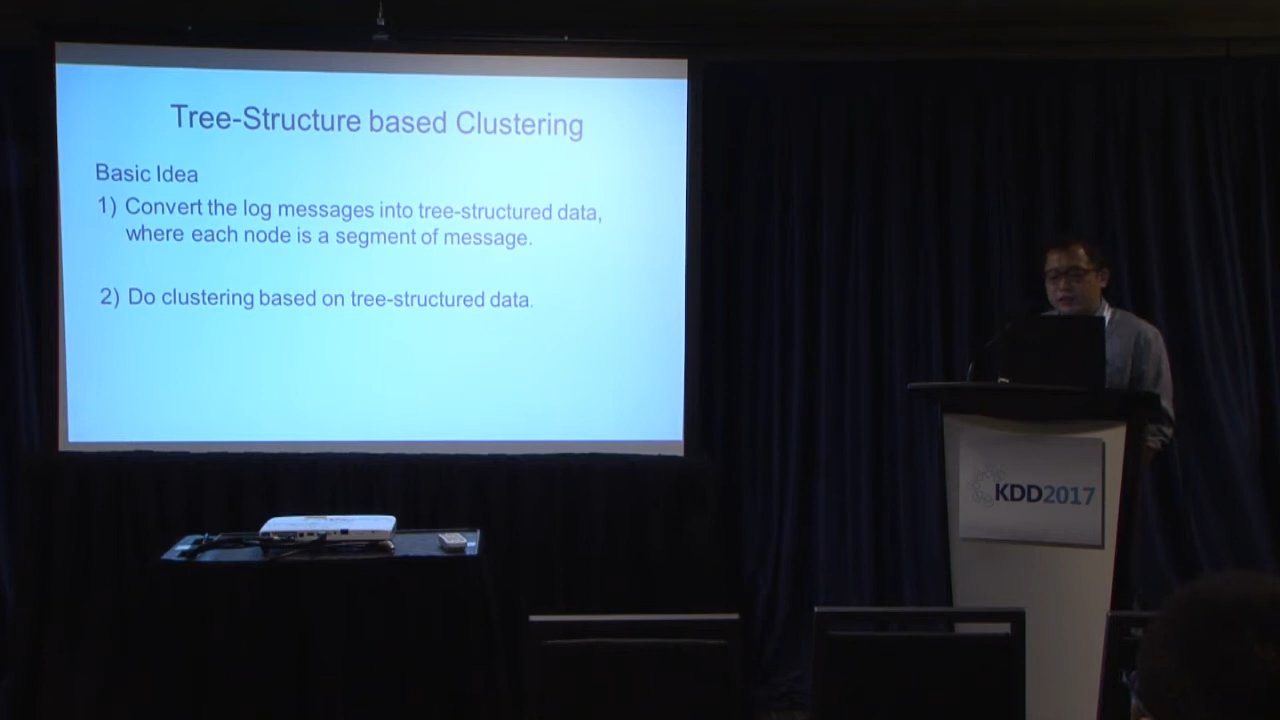 Tree-Structure based Clustering
Basic Idea
1) Convert the log messages into tree-structured data,
where each node is a segment of message.
2) Do clustering based on tree-structured data.
KDD2017